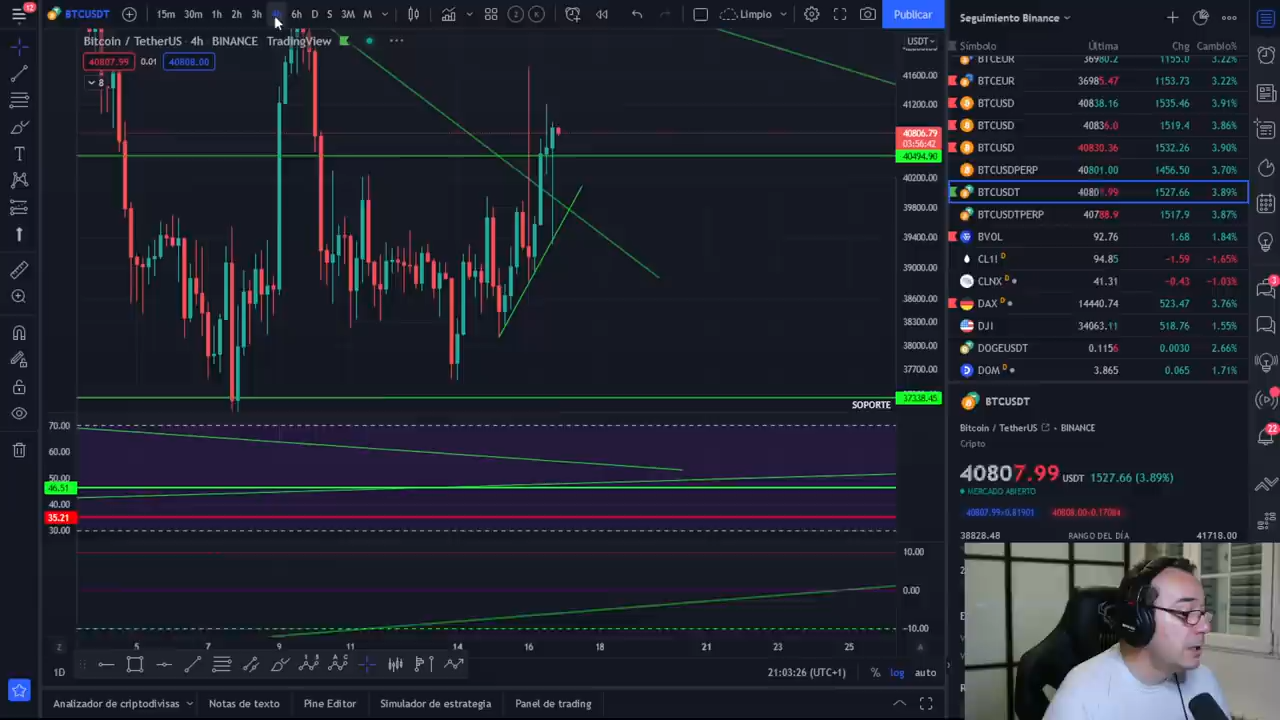 11
BTCUSDT
15m 30m 1h 2h 3h 4h 6h D S 3M M
Limpio
Publicar
Bitcoin / TetherUS · 4h · BINANCE · TradingView
40807.99 0.01 40808.00
8
USDT
41600.00
41200.00
40806.79
03:56:42
40494.90
40200.00
39800.00
39400.00
39000.00
38600.00
38300.00
38000.00
37700.00
37338.45
SOPORTE
70.00
60.00
50.00
46.51
40.00
35.21
30.00
10.00
0.00
−10.00
5 7 9 11 14 16 18 21 23 25
1D
21:03:26 (UTC+1)
% log auto
Analizador de criptodivisas Notas de texto Pine Editor Simulador de estrategia Panel de trading
Seguimiento Binance
Símbolo Última Chg Cambio%
BTCEUR 36980.2 1155.0 3.22%
BTCEUR 36985.47 1153.73 3.22%
BTCUSD 40838.16 1535.46 3.91%
BTCUSD 40836.0 1519.4 3.86%
BTCUSD 40830.36 1532.26 3.90%
BTCUSDPERP 40801.00 1456.50 3.70%
BTCUSDT 40807.99 1527.66 3.89%
BTCUSDTPERP 40788.9 1517.9 3.87%
BVOL 92.76 1.68 1.84%
CL1! D 94.85 −1.59 −1.65%
CLNX D 41.31 −0.43 −1.03%
DAX D 14440.74 523.47 3.76%
DJI 34063.11 518.76 1.55%
DOGEUSDT 0.1156 0.0030 2.66%
DOM D 3.865 0.065 1.71%
BTCUSDT
Bitcoin / TetherUS · BINANCE
Cripto
40807.99 USDT 1527.66 (3.89%)
MERCADO ABIERTO
40807.99×0.81901 40808.00×0.17084
38828.48 RANGO DEL DÍA 41718.00
3
22